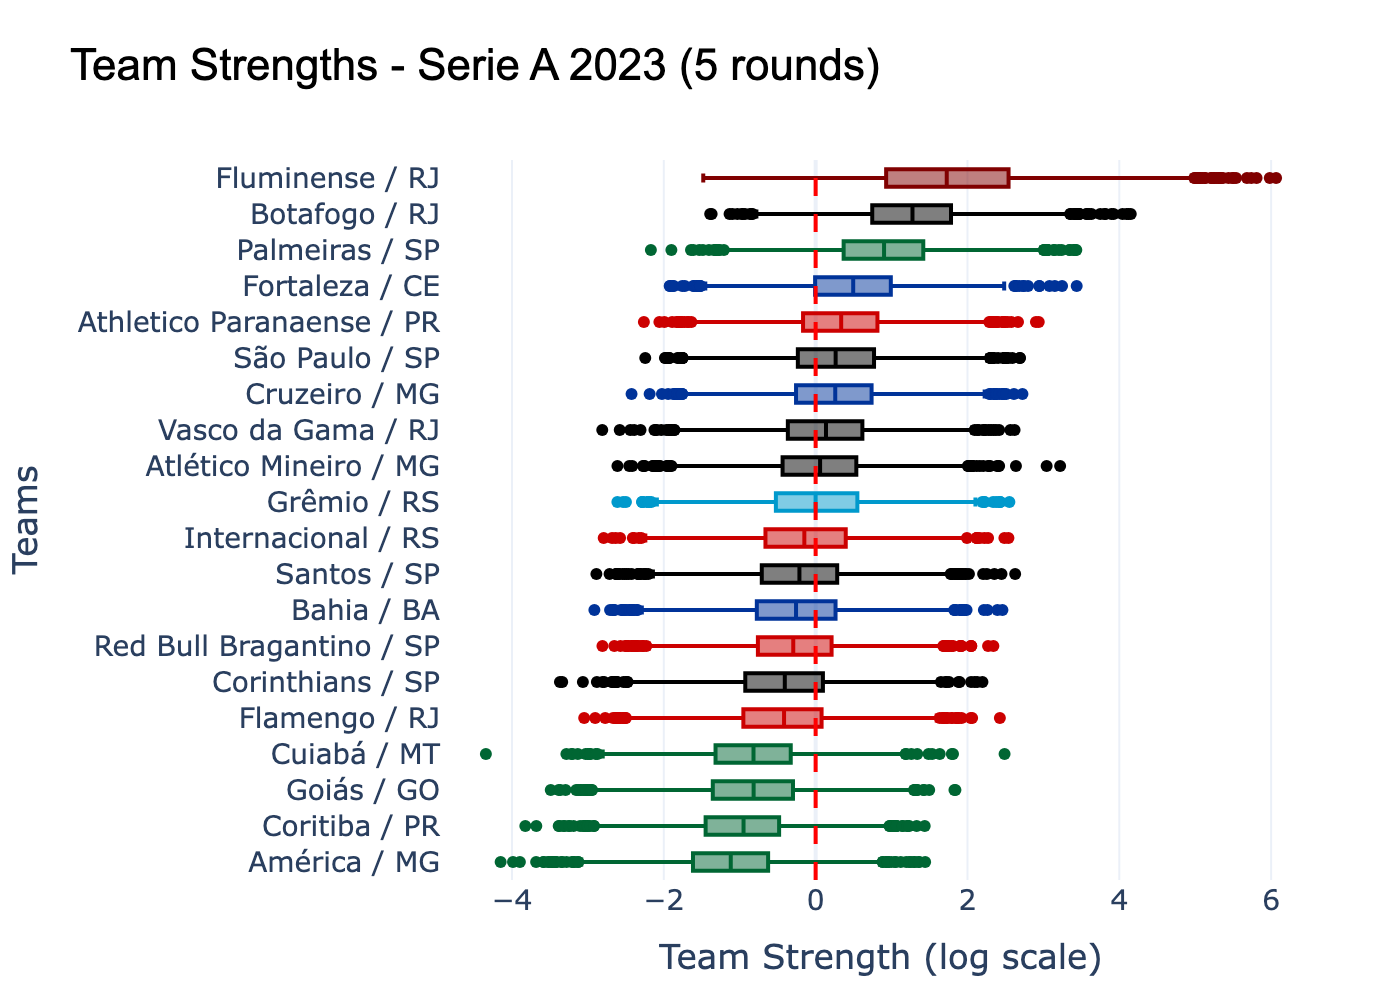 Team Strengths - Serie A 2023 (5 rounds)
Teams
Fluminense / RJ
Botafogo / RJ
Palmeiras / SP
Fortaleza / CE
Athletico Paranaense / PR
São Paulo / SP
Cruzeiro / MG
Vasco da Gama / RJ
Atlético Mineiro / MG
Grêmio / RS
Internacional / RS
Santos / SP
Bahia / BA
Red Bull Bragantino / SP
Corinthians / SP
Flamengo / RJ
Cuiabá / MT
Goiás / GO
Coritiba / PR
América / MG
−4 −2 0 2 4 6
Team Strength (log scale)